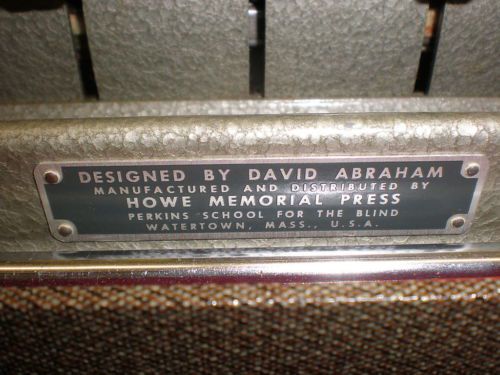 DESIGNED BY DAVID ABRAHAM
MANUFACTURED AND DISTRIBUTED BY
HOWE MEMORIAL PRESS
PERKINS SCHOOL FOR THE BLIND
WATERTOWN, MASS., U.S.A.